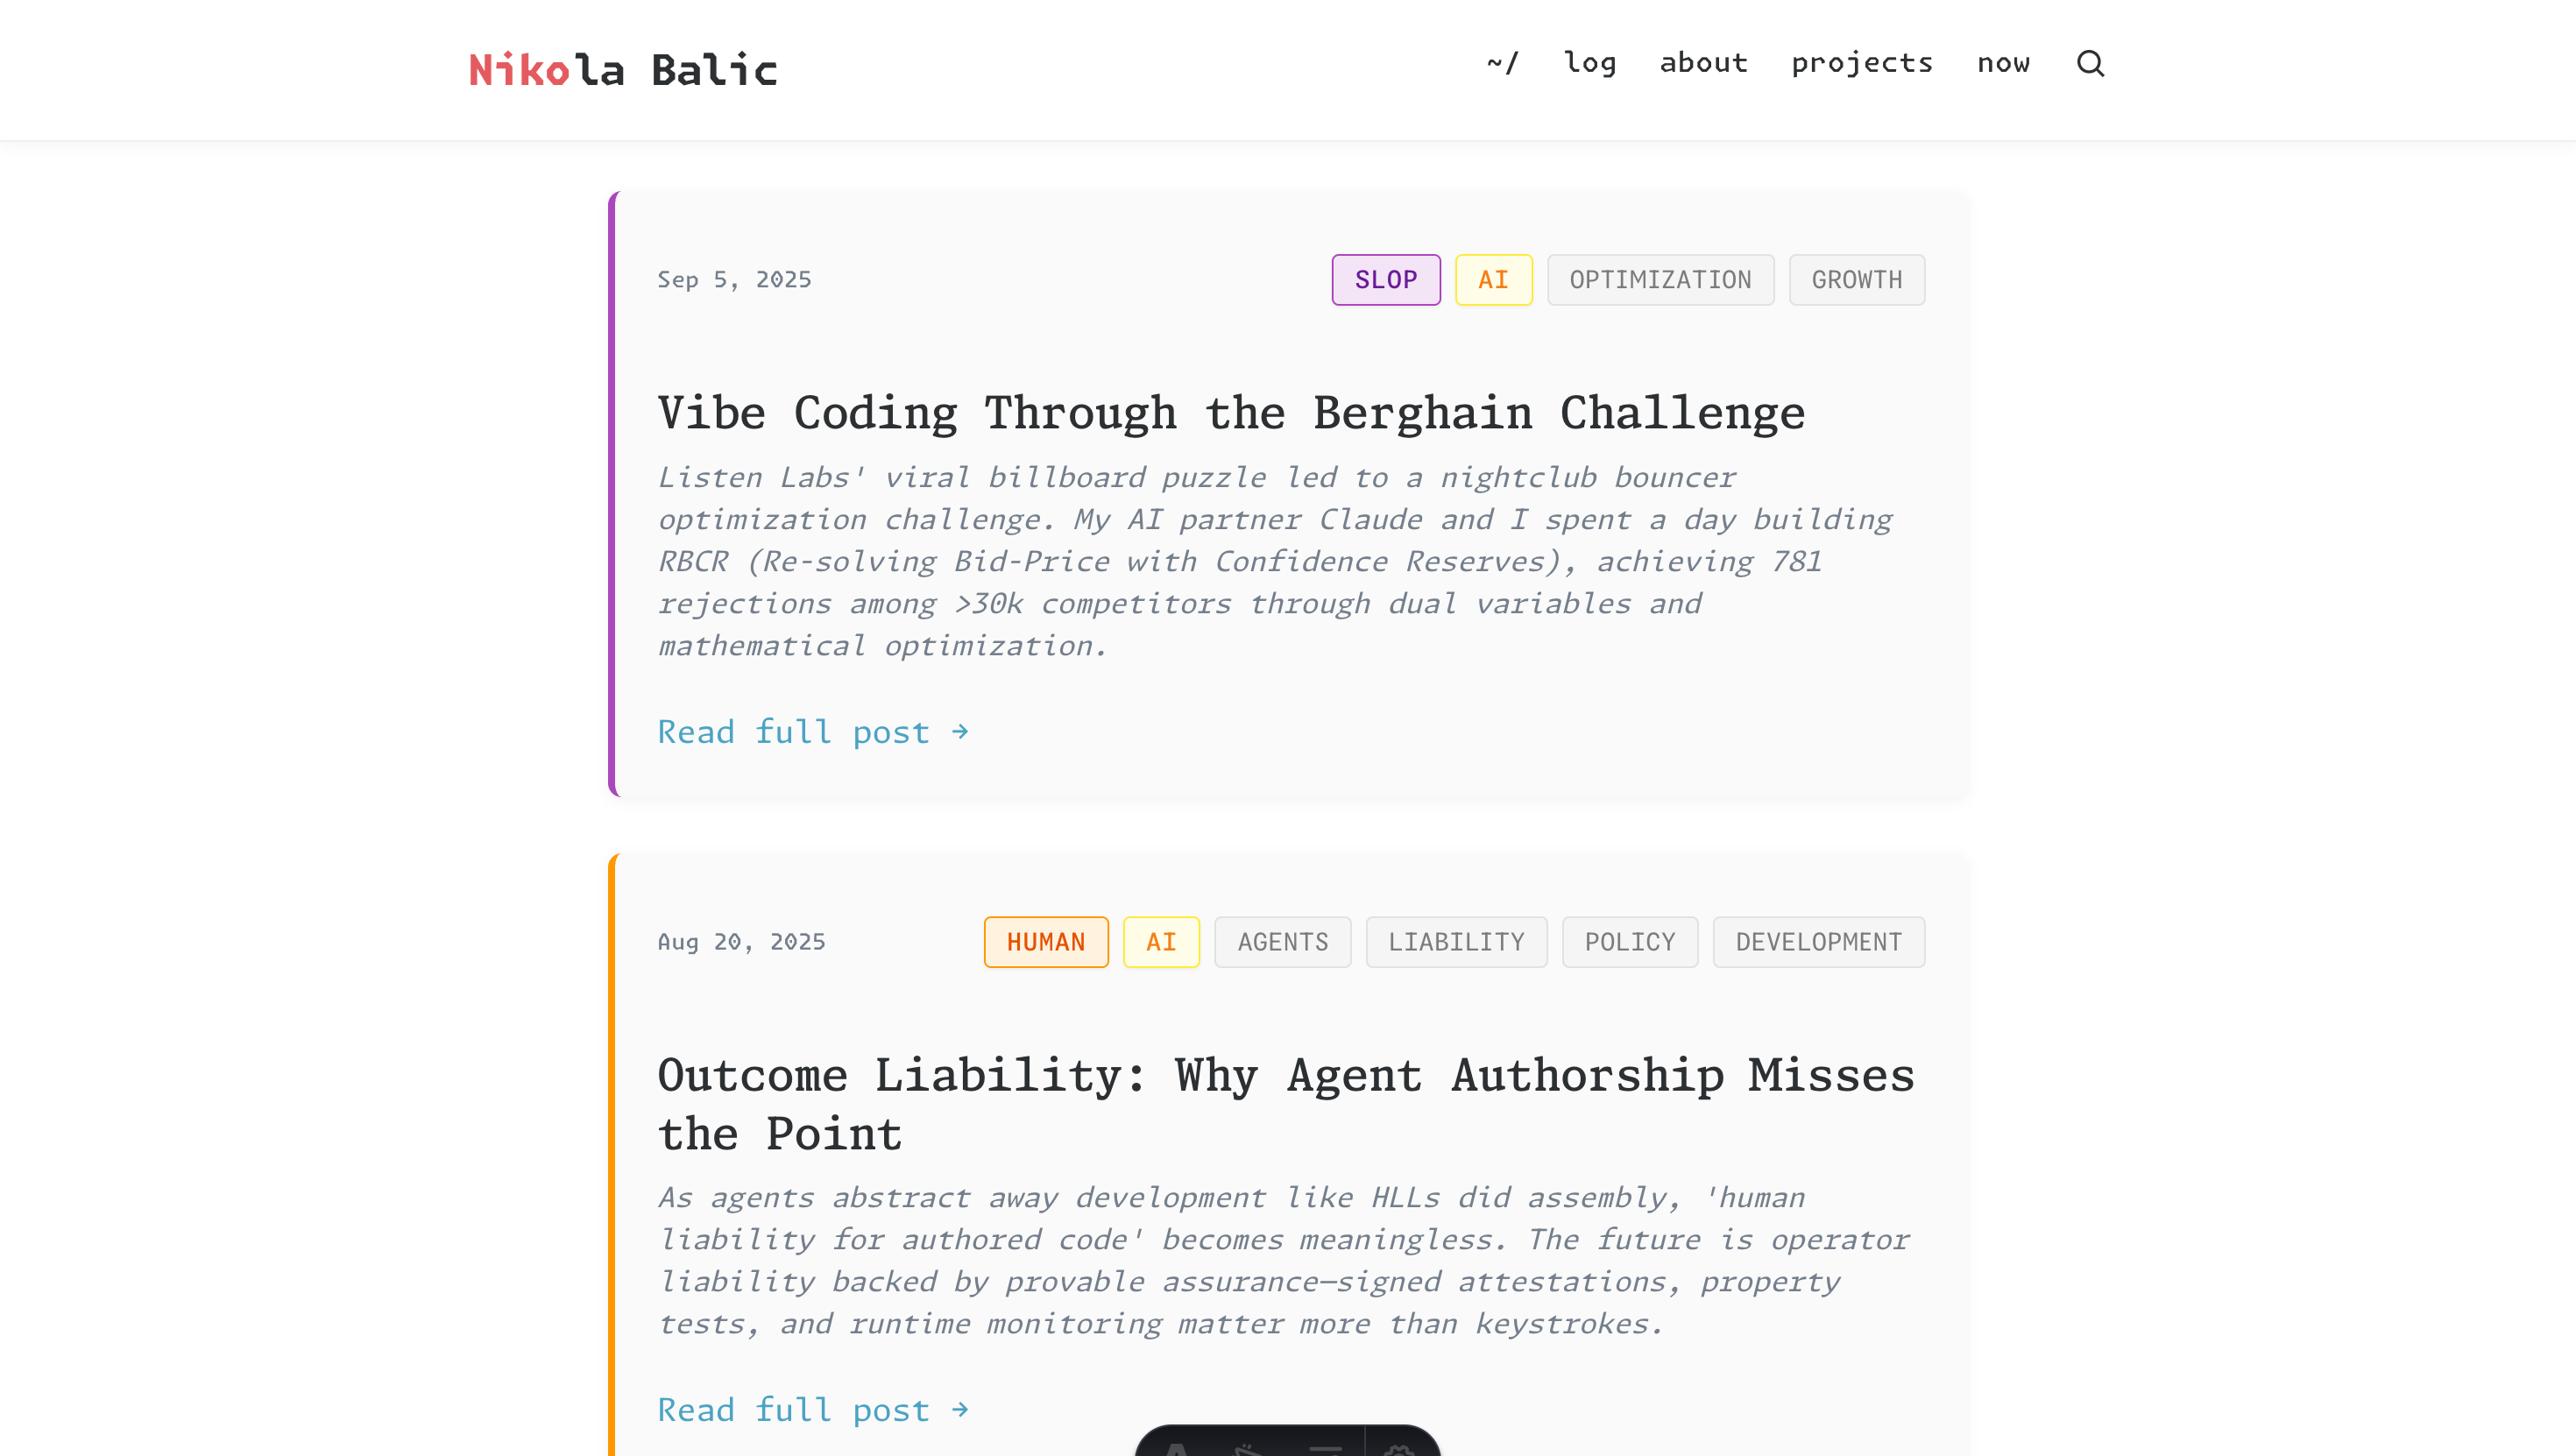 Nikola Balic
~/ log about projects now
Sep 5, 2025
SLOP AI OPTIMIZATION GROWTH
Vibe Coding Through the Berghain Challenge
Listen Labs' viral billboard puzzle led to a nightclub bouncer
optimization challenge. My AI partner Claude and I spent a day building
RBCR (Re-solving Bid-Price with Confidence Reserves), achieving 781
rejections among >30k competitors through dual variables and
mathematical optimization.
Read full post →
Aug 20, 2025
HUMAN AI AGENTS LIABILITY POLICY DEVELOPMENT
Outcome Liability: Why Agent Authorship Misses
the Point
As agents abstract away development like HLLs did assembly, 'human
liability for authored code' becomes meaningless. The future is operator
liability backed by provable assurance—signed attestations, property
tests, and runtime monitoring matter more than keystrokes.
Read full post →